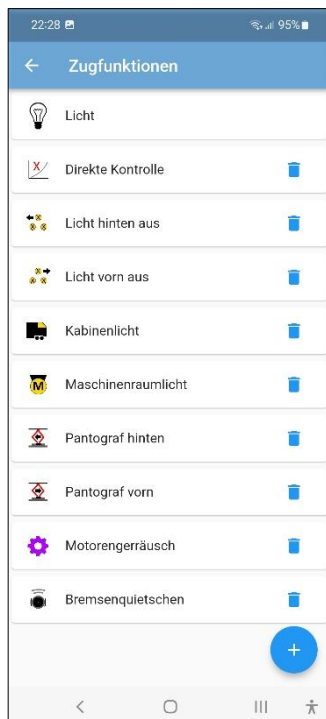 22:28 95%
Zugfunktionen
Licht
X
Direkte Kontrolle
Licht hinten aus
Licht vorn aus
Kabinenlicht
M
Maschinenraumlicht
Pantograf hinten
Pantograf vorn
Motorengerräusch
Bremsenquietschen